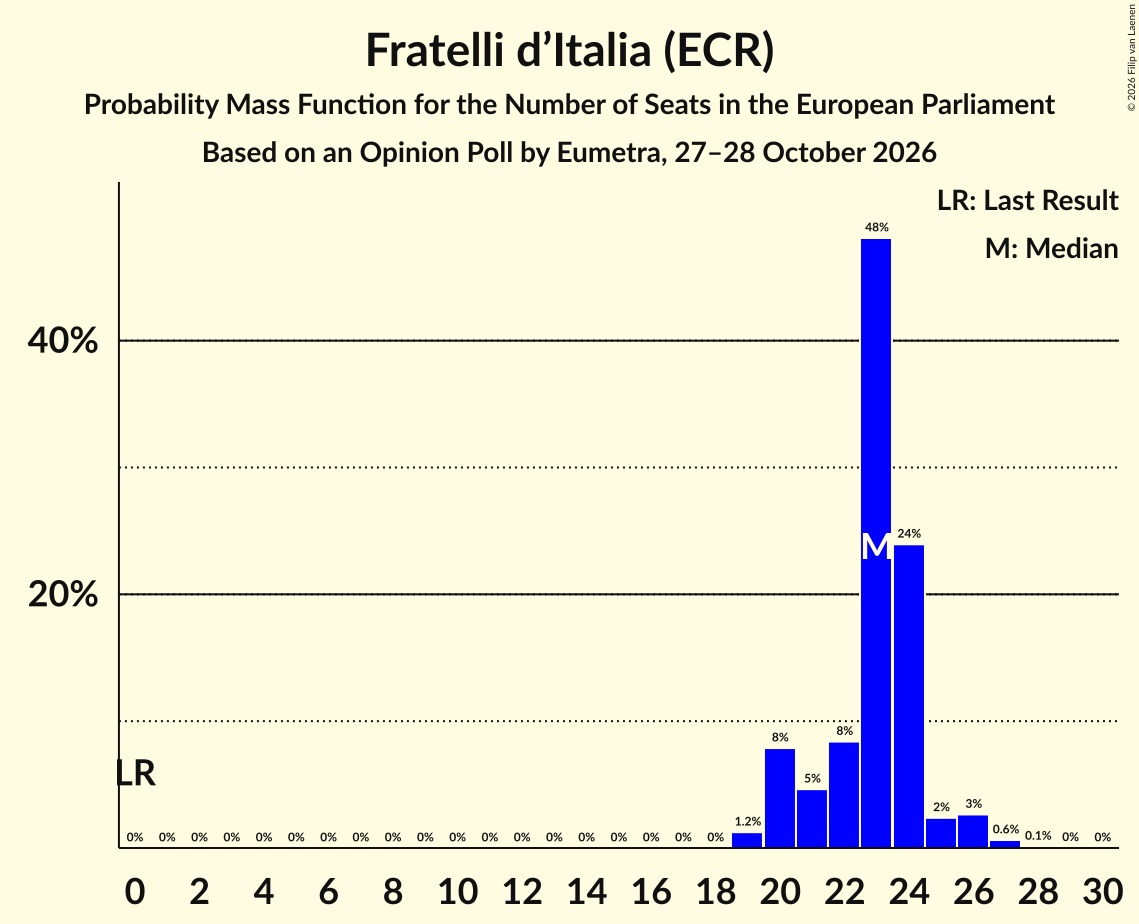 Fratelli d’Italia (ECR)
Probability Mass Function for the Number of Seats in the European Parliament
Based on an Opinion Poll by Eumetra, 27–28 October 2026
© 2026 Filip van Laenen
LR: Last Result
M: Median
48%
40%
M
24%
20%
LR
0% 0% 0% 0% 0% 0% 0% 0% 0% 0% 0% 0% 0% 0% 0% 0% 0% 0% 0% 1.2% 8% 5% 8% 2% 3% 0.6% 0.1% 0% 0%
0 2 4 6 8 10 12 14 16 18 20 22 24 26 28 30